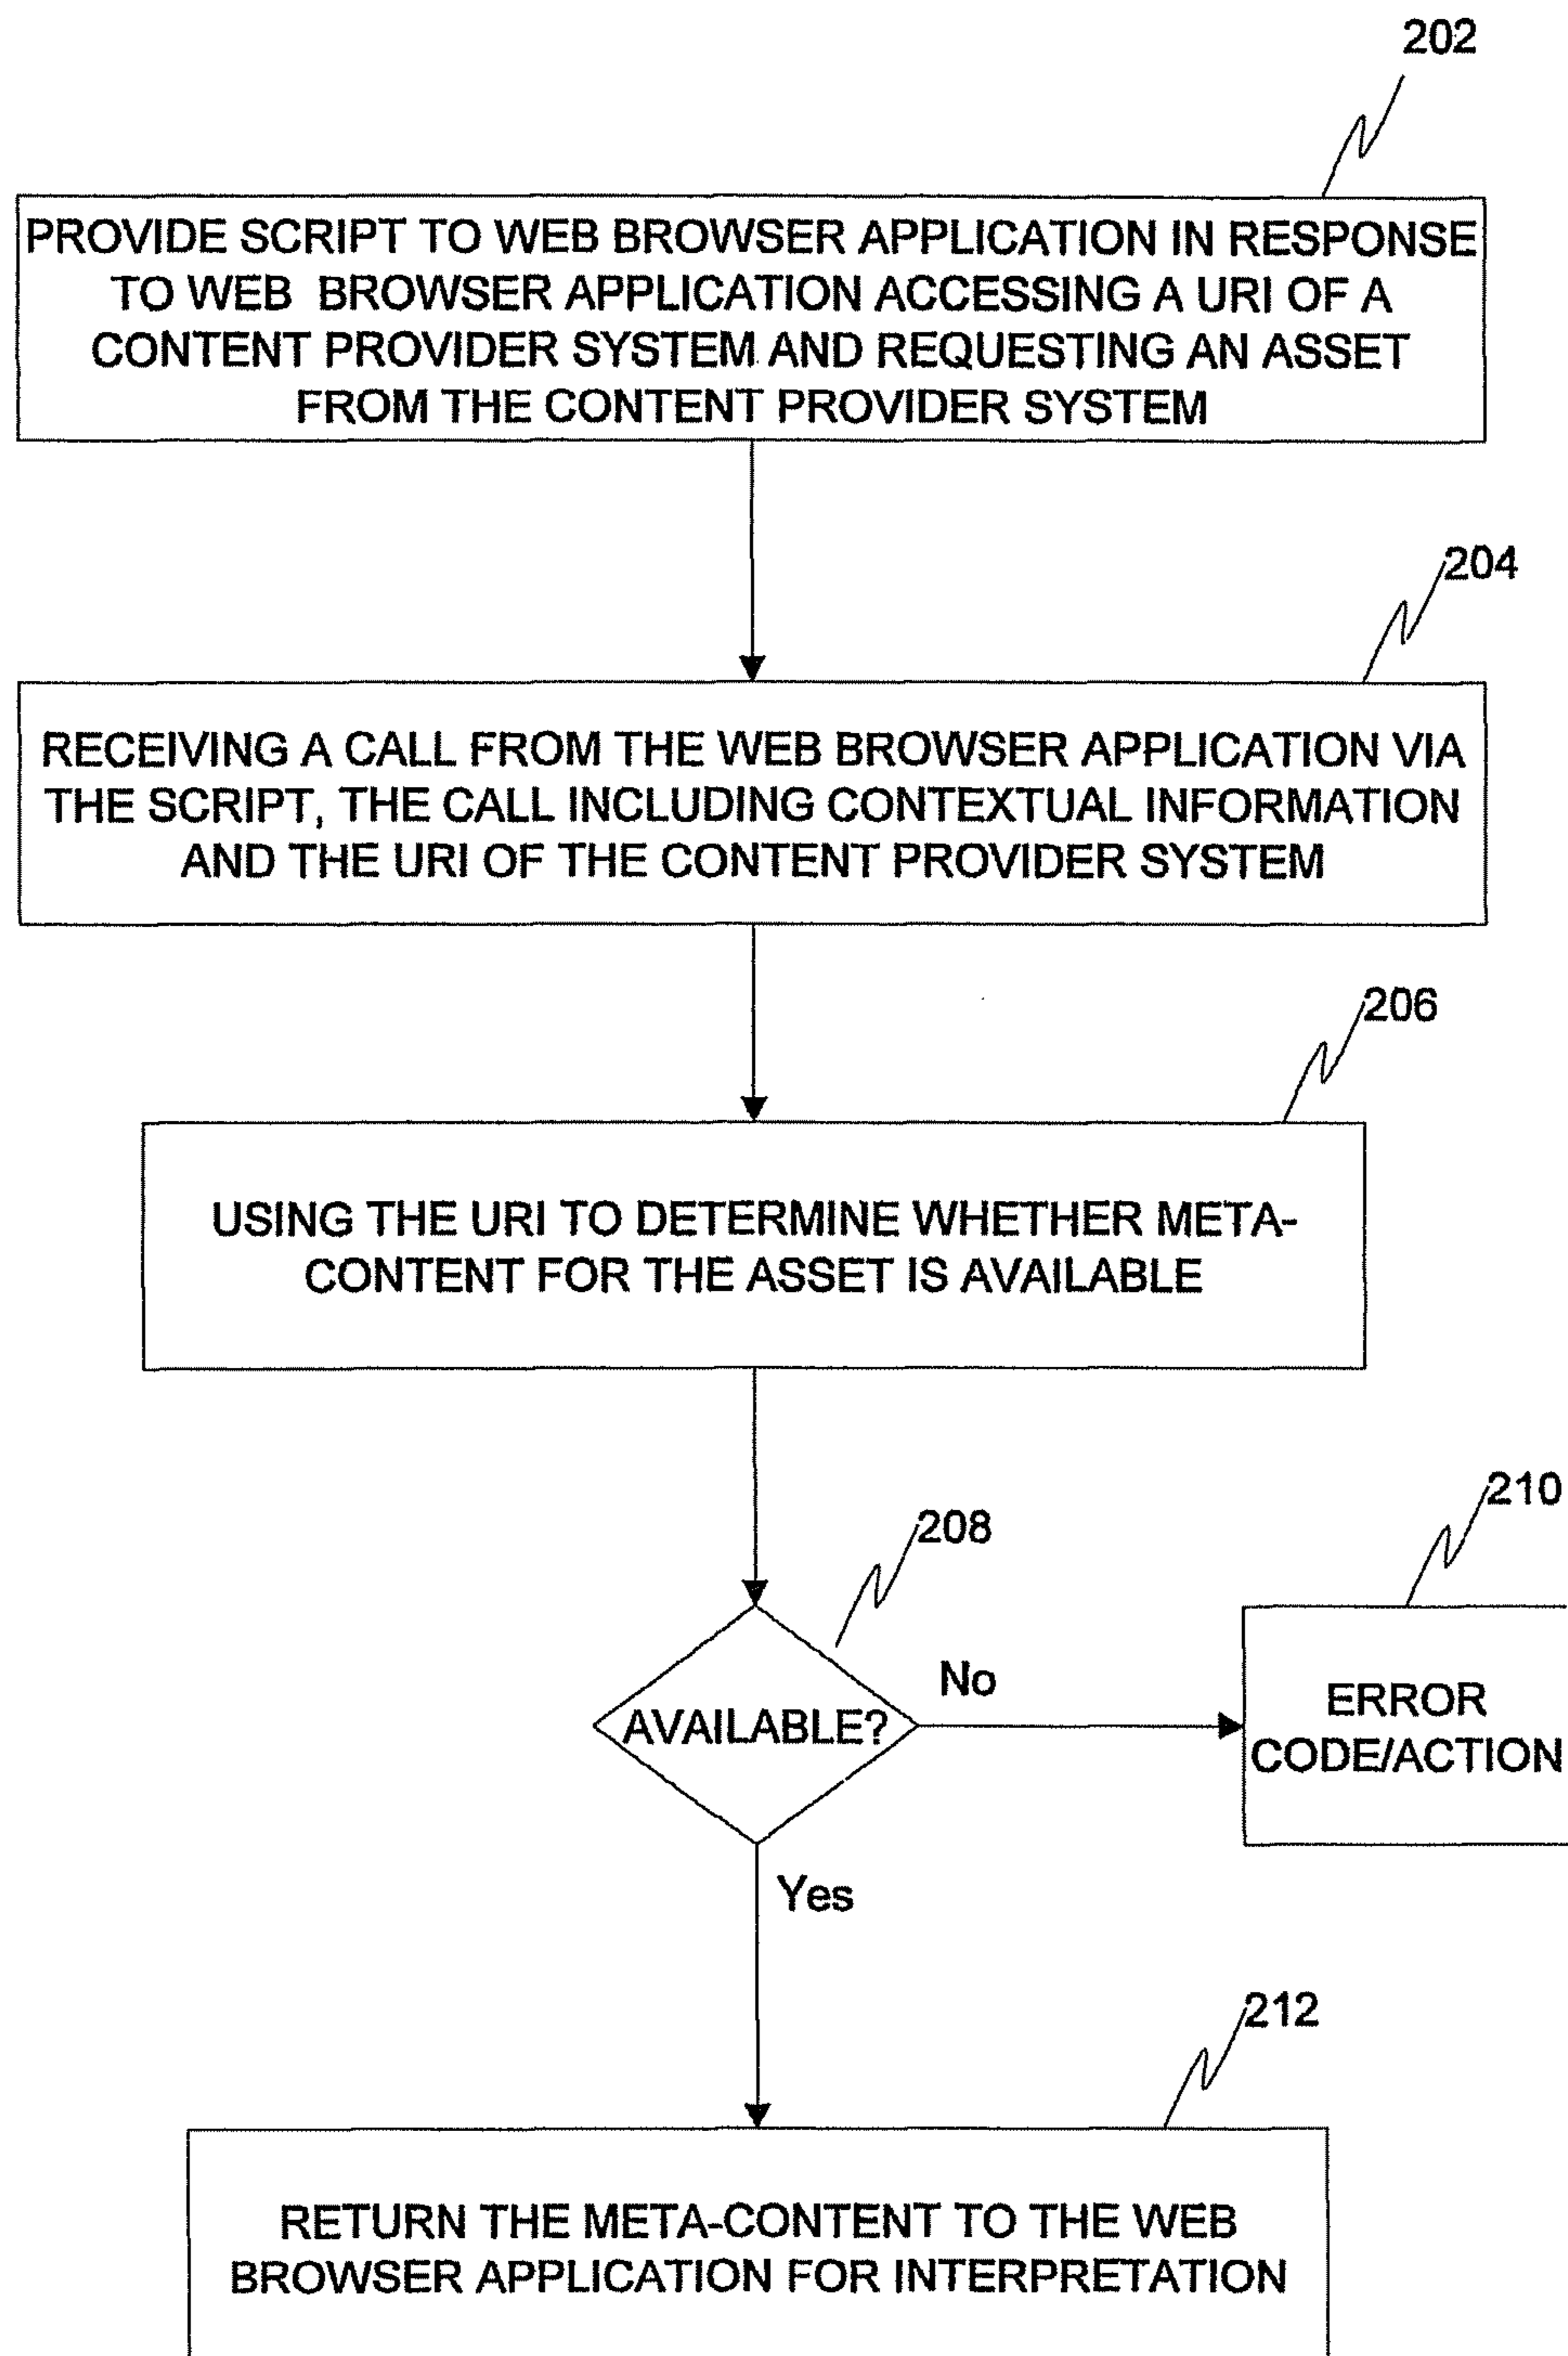 202
PROVIDE SCRIPT TO WEB BROWSER APPLICATION IN RESPONSE
TO WEB BROWSER APPLICATION ACCESSING A URI OF A
CONTENT PROVIDER SYSTEM AND REQUESTING AN ASSET
FROM THE CONTENT PROVIDER SYSTEM
204
RECEIVING A CALL FROM THE WEB BROWSER APPLICATION VIA
THE SCRIPT, THE CALL INCLUDING CONTEXTUAL INFORMATION
AND THE URI OF THE CONTENT PROVIDER SYSTEM
206
USING THE URI TO DETERMINE WHETHER META-
CONTENT FOR THE ASSET IS AVAILABLE
208
AVAILABLE?
No
210
ERROR
CODE/ACTION
Yes
212
RETURN THE META-CONTENT TO THE WEB
BROWSER APPLICATION FOR INTERPRETATION